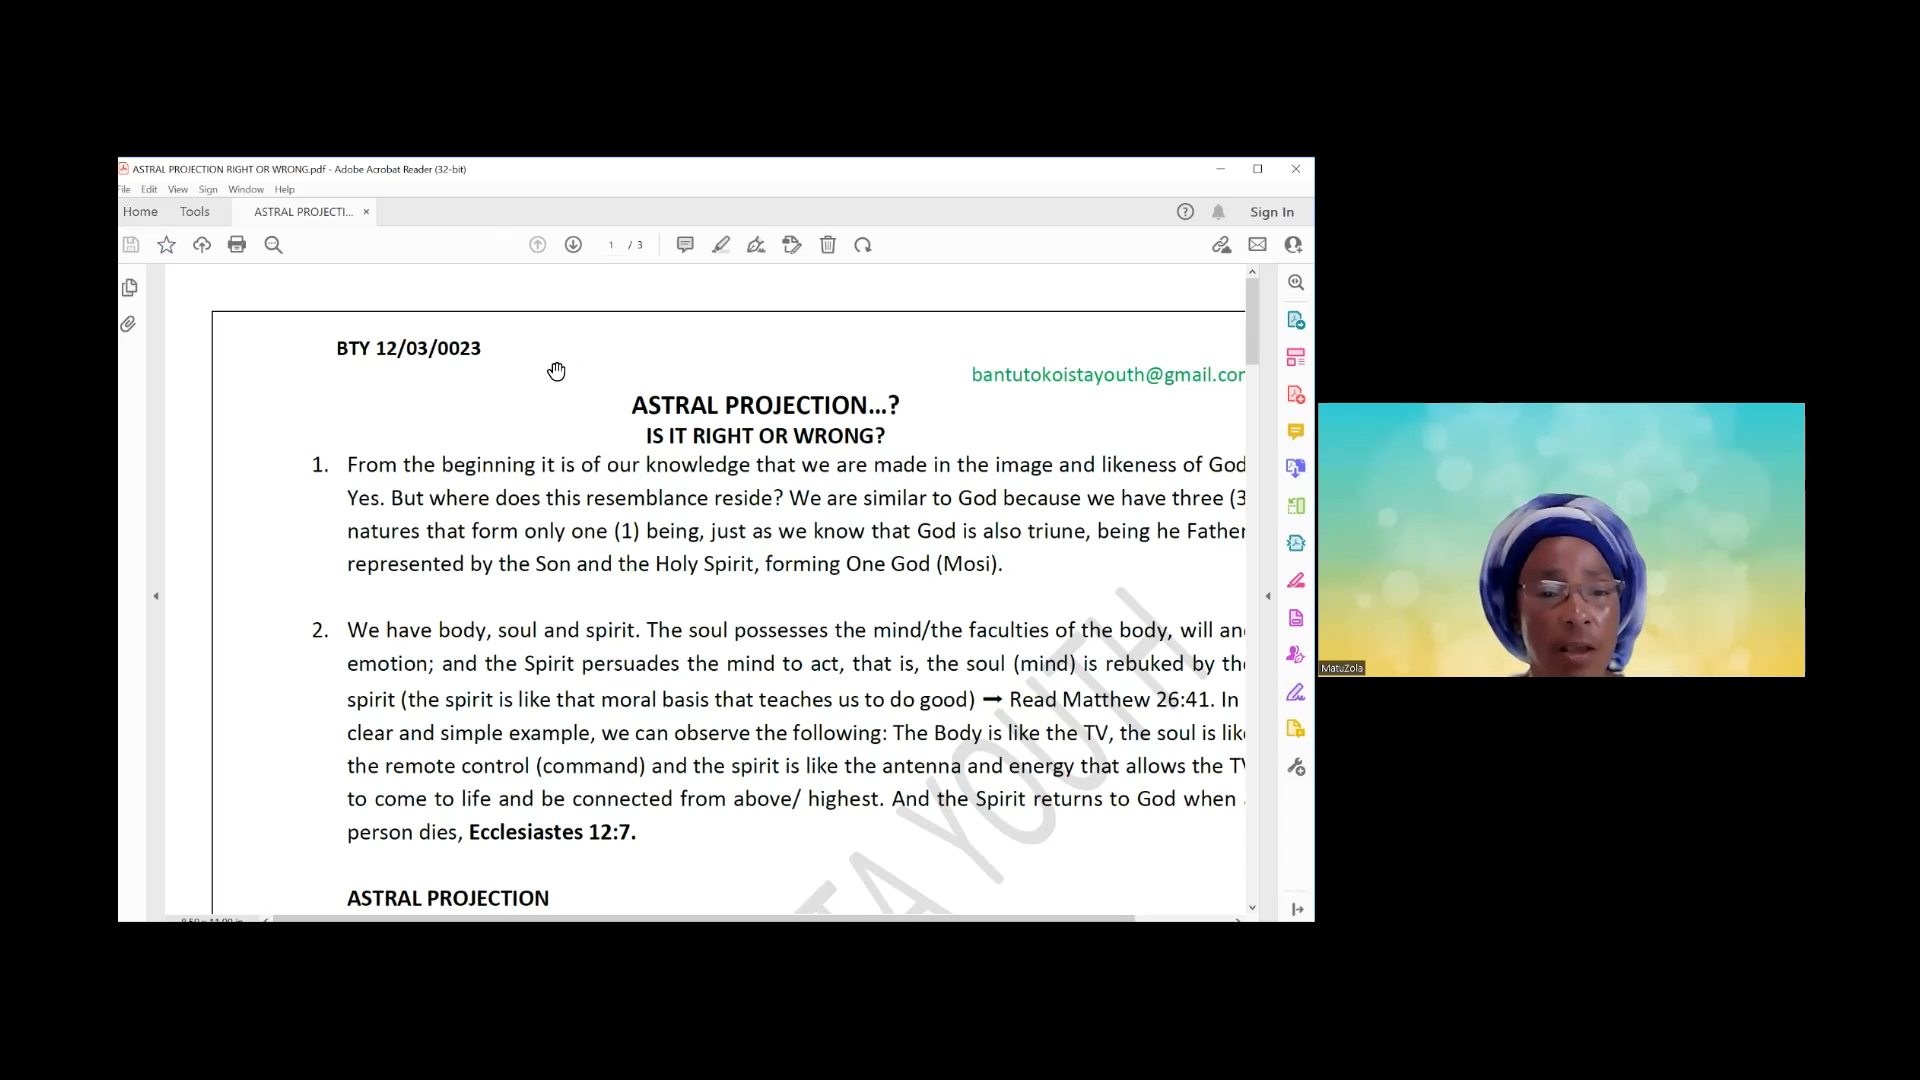 ASTRAL PROJECTION RIGHT OR WRONG.pdf - Adobe Acrobat Reader (32-bit)
File Edit View Sign Window Help
Home Tools ASTRAL PROJECTI... × Sign In
1 / 3
BTY 12/03/0023
bantutokoistayouth@gmail.cor
ASTRAL PROJECTION...?
IS IT RIGHT OR WRONG?
1. From the beginning it is of our knowledge that we are made in the image and likeness of God
Yes. But where does this resemblance reside? We are similar to God because we have three (3
natures that form only one (1) being, just as we know that God is also triune, being he Father
represented by the Son and the Holy Spirit, forming One God (Mosi).
2. We have body, soul and spirit. The soul possesses the mind/the faculties of the body, will an
emotion; and the Spirit persuades the mind to act, that is, the soul (mind) is rebuked by the
spirit (the spirit is like that moral basis that teaches us to do good) → Read Matthew 26:41. In
clear and simple example, we can observe the following: The Body is like the TV, the soul is like
the remote control (command) and the spirit is like the antenna and energy that allows the TV
to come to life and be connected from above/ highest. And the Spirit returns to God when
person dies, Ecclesiastes 12:7.
ASTRAL PROJECTION
TA YOUTH
MatuZola